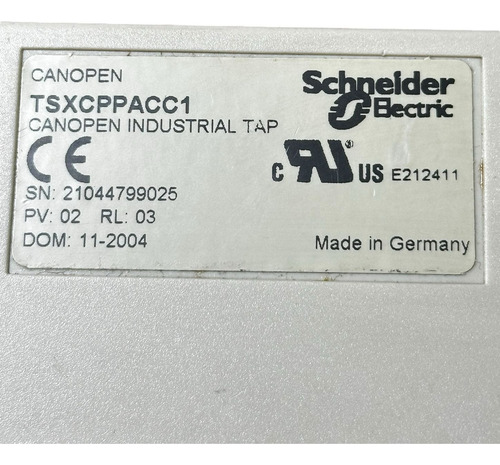 CANOPEN
Schneider
Electric
TSXCPPACC1
CANOPEN INDUSTRIAL TAP
CE
c RU US E212411
SN: 21044799025
PV: 02 RL: 03
DOM: 11-2004
Made in Germany